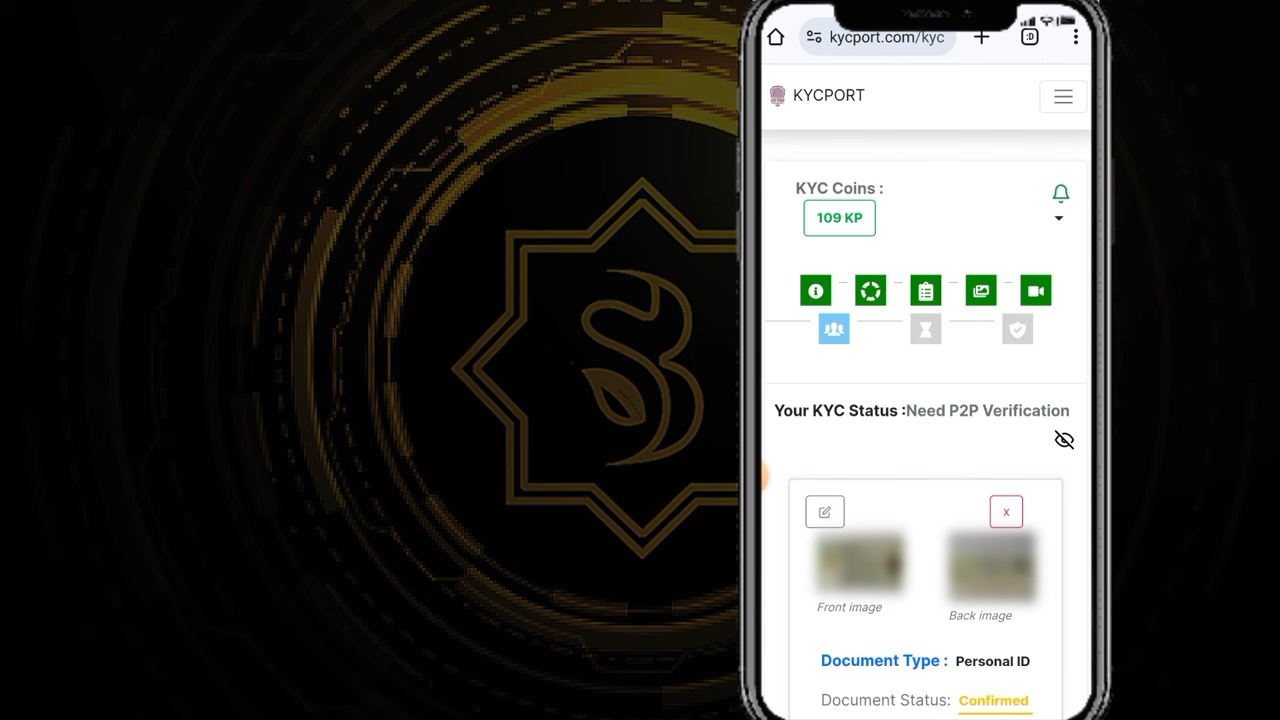 kycport.com/kyc
:D
KYCPORT
KYC Coins :
109 KP
Your KYC Status :Need P2P Verification
x
Front image
Back image
Document Type : Personal ID
Document Status: Confirmed